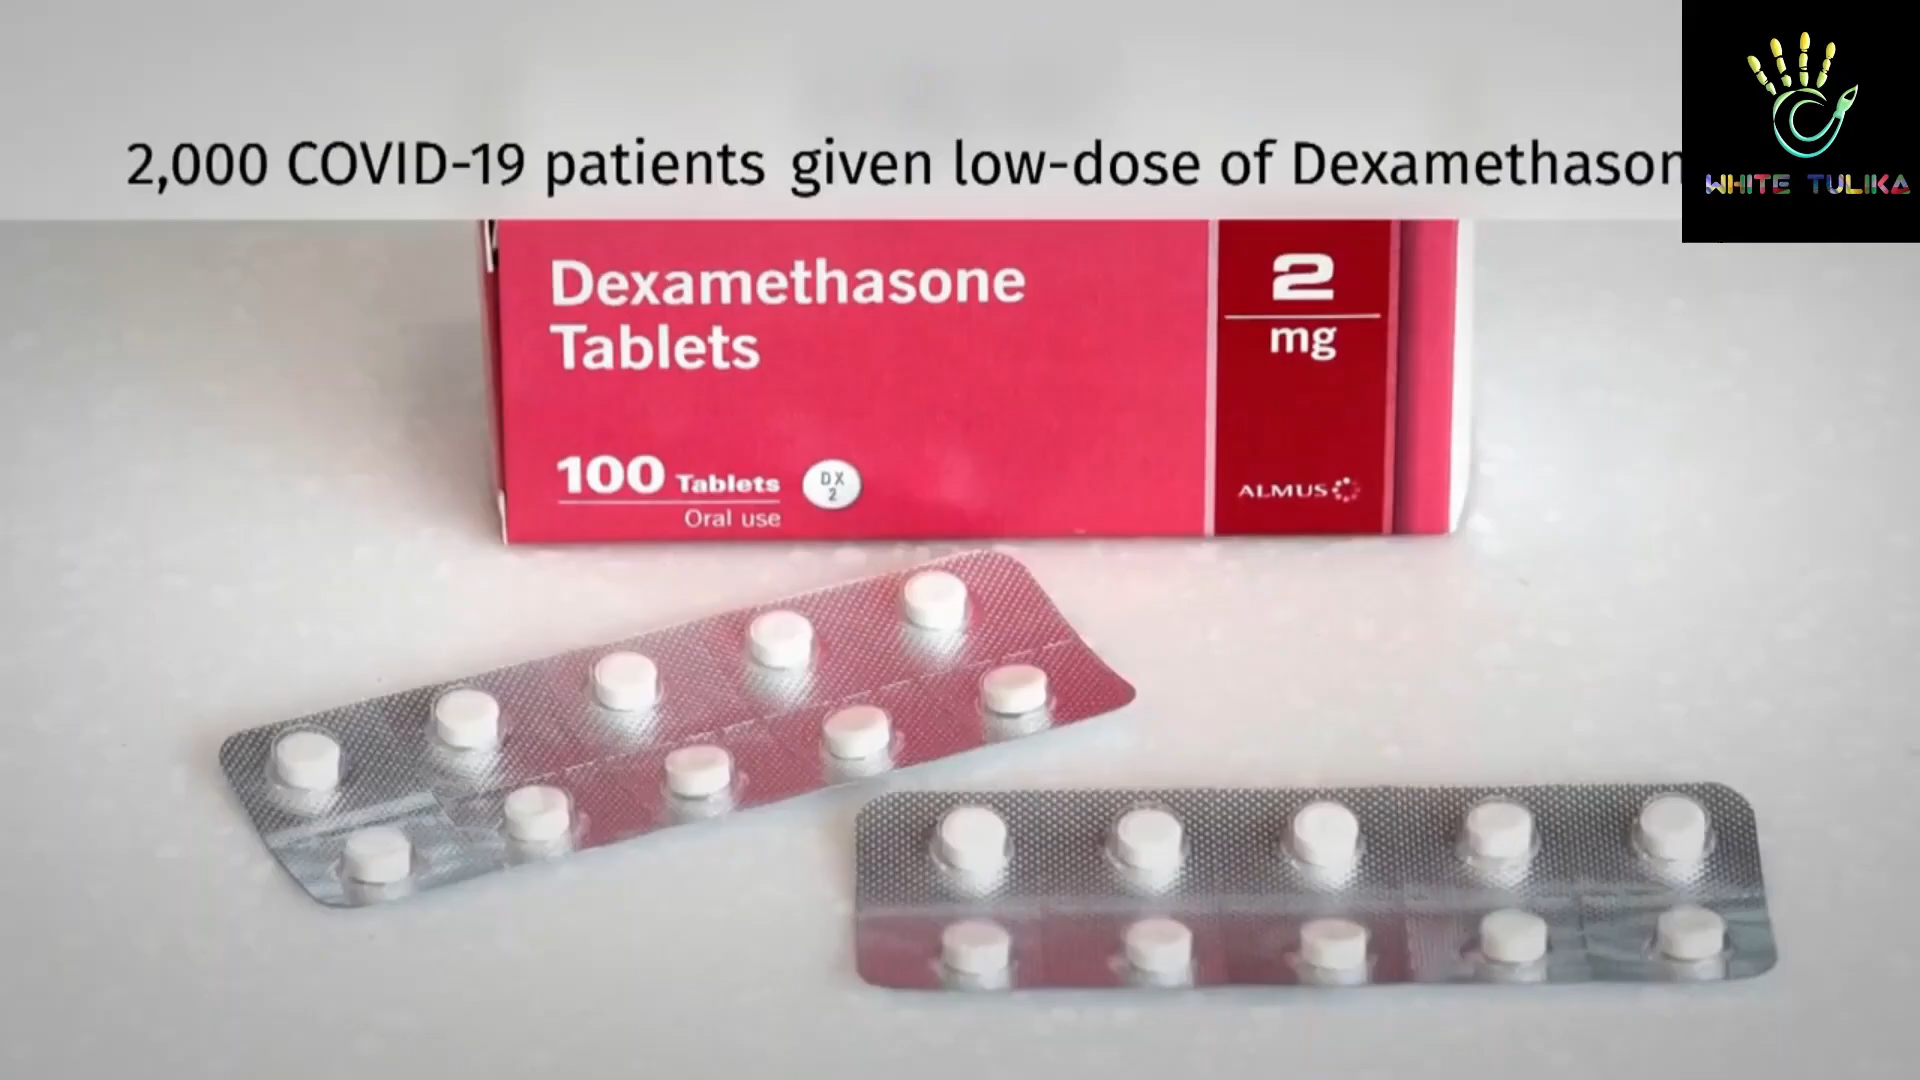 2,000 COVID-19 patients given low-dose of Dexamethason
WHITE TULIKA
Dexamethasone
Tablets
2
mg
100 Tablets
Oral use
DX
2
ALMUS